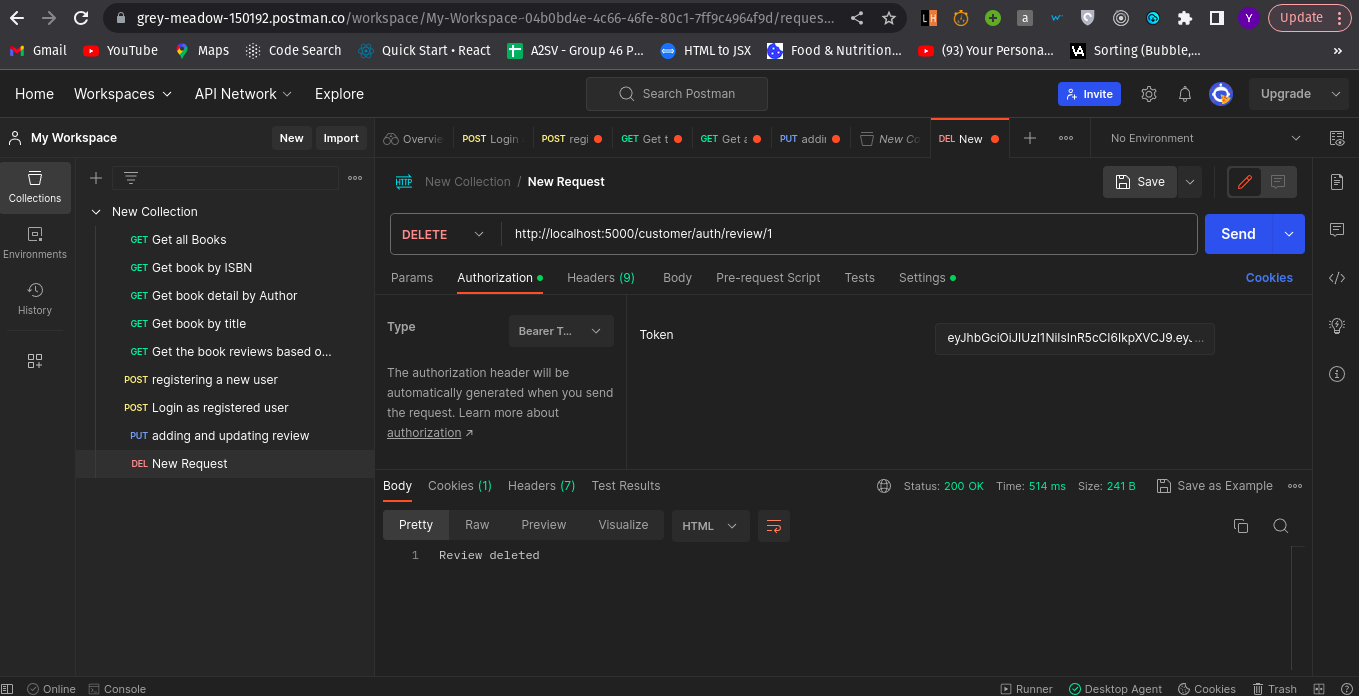 grey-meadow-150192.postman.co/workspace/My-Workspace-04b0bd4e-4c66-46fe-80c1-7ff9c4964f9d/reques...
LH
a
Y
Update
Gmail
YouTube
Maps
Code Search
Quick Start • React
A2SV - Group 46 P...
HTML to JSX
Food & Nutrition...
(93) Your Persona...
VA
Sorting (Bubble,...
»
Home
Workspaces
API Network
Explore
Search Postman
Invite
Upgrade
My Workspace
New
Import
Overvie
POST Login
POST regi
GET Get t
GET Get a
PUT addi
New Co
DEL New
No Environment
Collections
Environments
History
New Collection
GET Get all Books
GET Get book by ISBN
GET Get book detail by Author
GET Get book by title
GET Get the book reviews based o...
POST registering a new user
POST Login as registered user
PUT adding and updating review
DEL New Request
HTTP
New Collection / New Request
Save
DELETE
http://localhost:5000/customer/auth/review/1
Send
Params
Authorization
Headers (9)
Body
Pre-request Script
Tests
Settings
Cookies
Type
Bearer T...
The authorization header will be
automatically generated when you send
the request. Learn more about
authorization ↗
Token
Body
Cookies (1)
Headers (7)
Test Results
Status: 200 OK
Time: 514 ms
Size: 241 B
Save as Example
Pretty
Raw
Preview
Visualize
HTML
1
Review deleted
Online
Console
Runner
Desktop Agent
Cookies
Trash